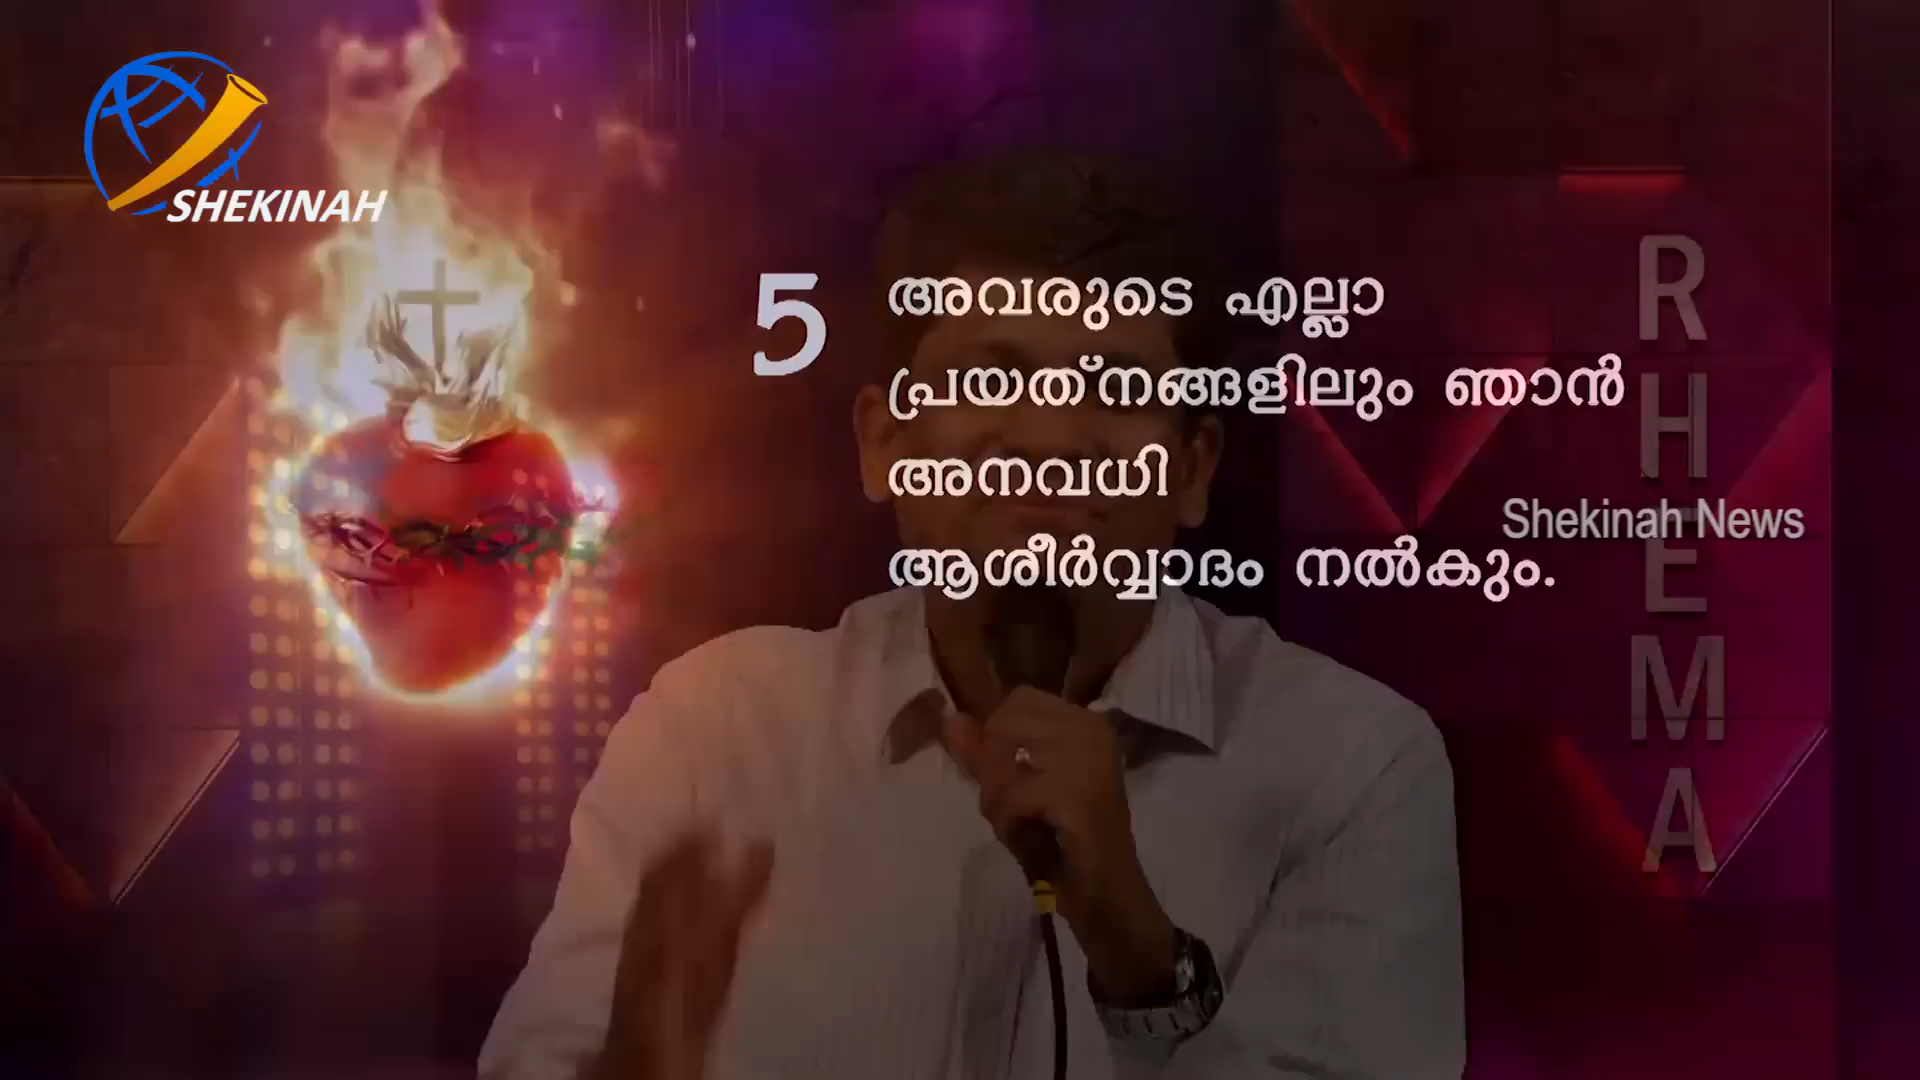 SHEKINAH
5
അവരുടെ എല്ലാ
പ്രയത്നങ്ങളിലും ഞാൻ
അനവധി
ആശീർവ്വാദം നൽകും.
Shekinah News
RHEMA